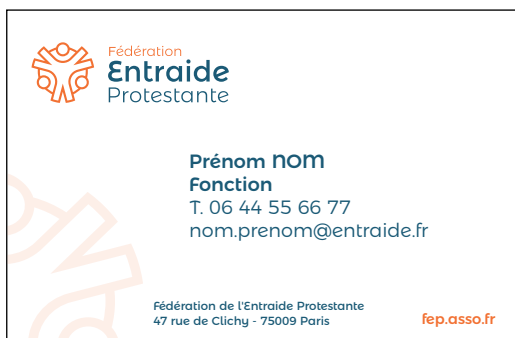 Fédération
Entraide
Protestante
Prénom nom
Fonction
T. 06 44 55 66 77
nom.prenom@entraide.fr
Fédération de l'Entraide Protestante
47 rue de Clichy - 75009 Paris
fep.asso.fr